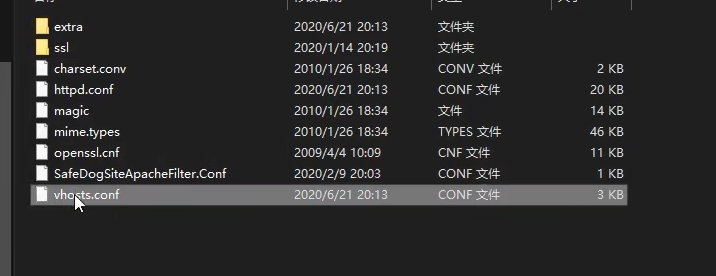 extra 2020/6/21 20:13 文件夹
ssl 2020/1/14 20:19 文件夹
charset.conv 2010/1/26 18:34 CONV 文件 2 KB
httpd.conf 2020/6/21 20:13 CONF 文件 20 KB
magic 2010/1/26 18:34 文件 14 KB
mime.types 2010/1/26 18:34 TYPES 文件 46 KB
openssl.cnf 2009/4/4 10:09 CNF 文件 11 KB
SafeDogSiteApacheFilter.Conf 2020/2/9 20:03 CONF 文件 1 KB
vhosts.conf 2020/6/21 20:13 CONF 文件 3 KB